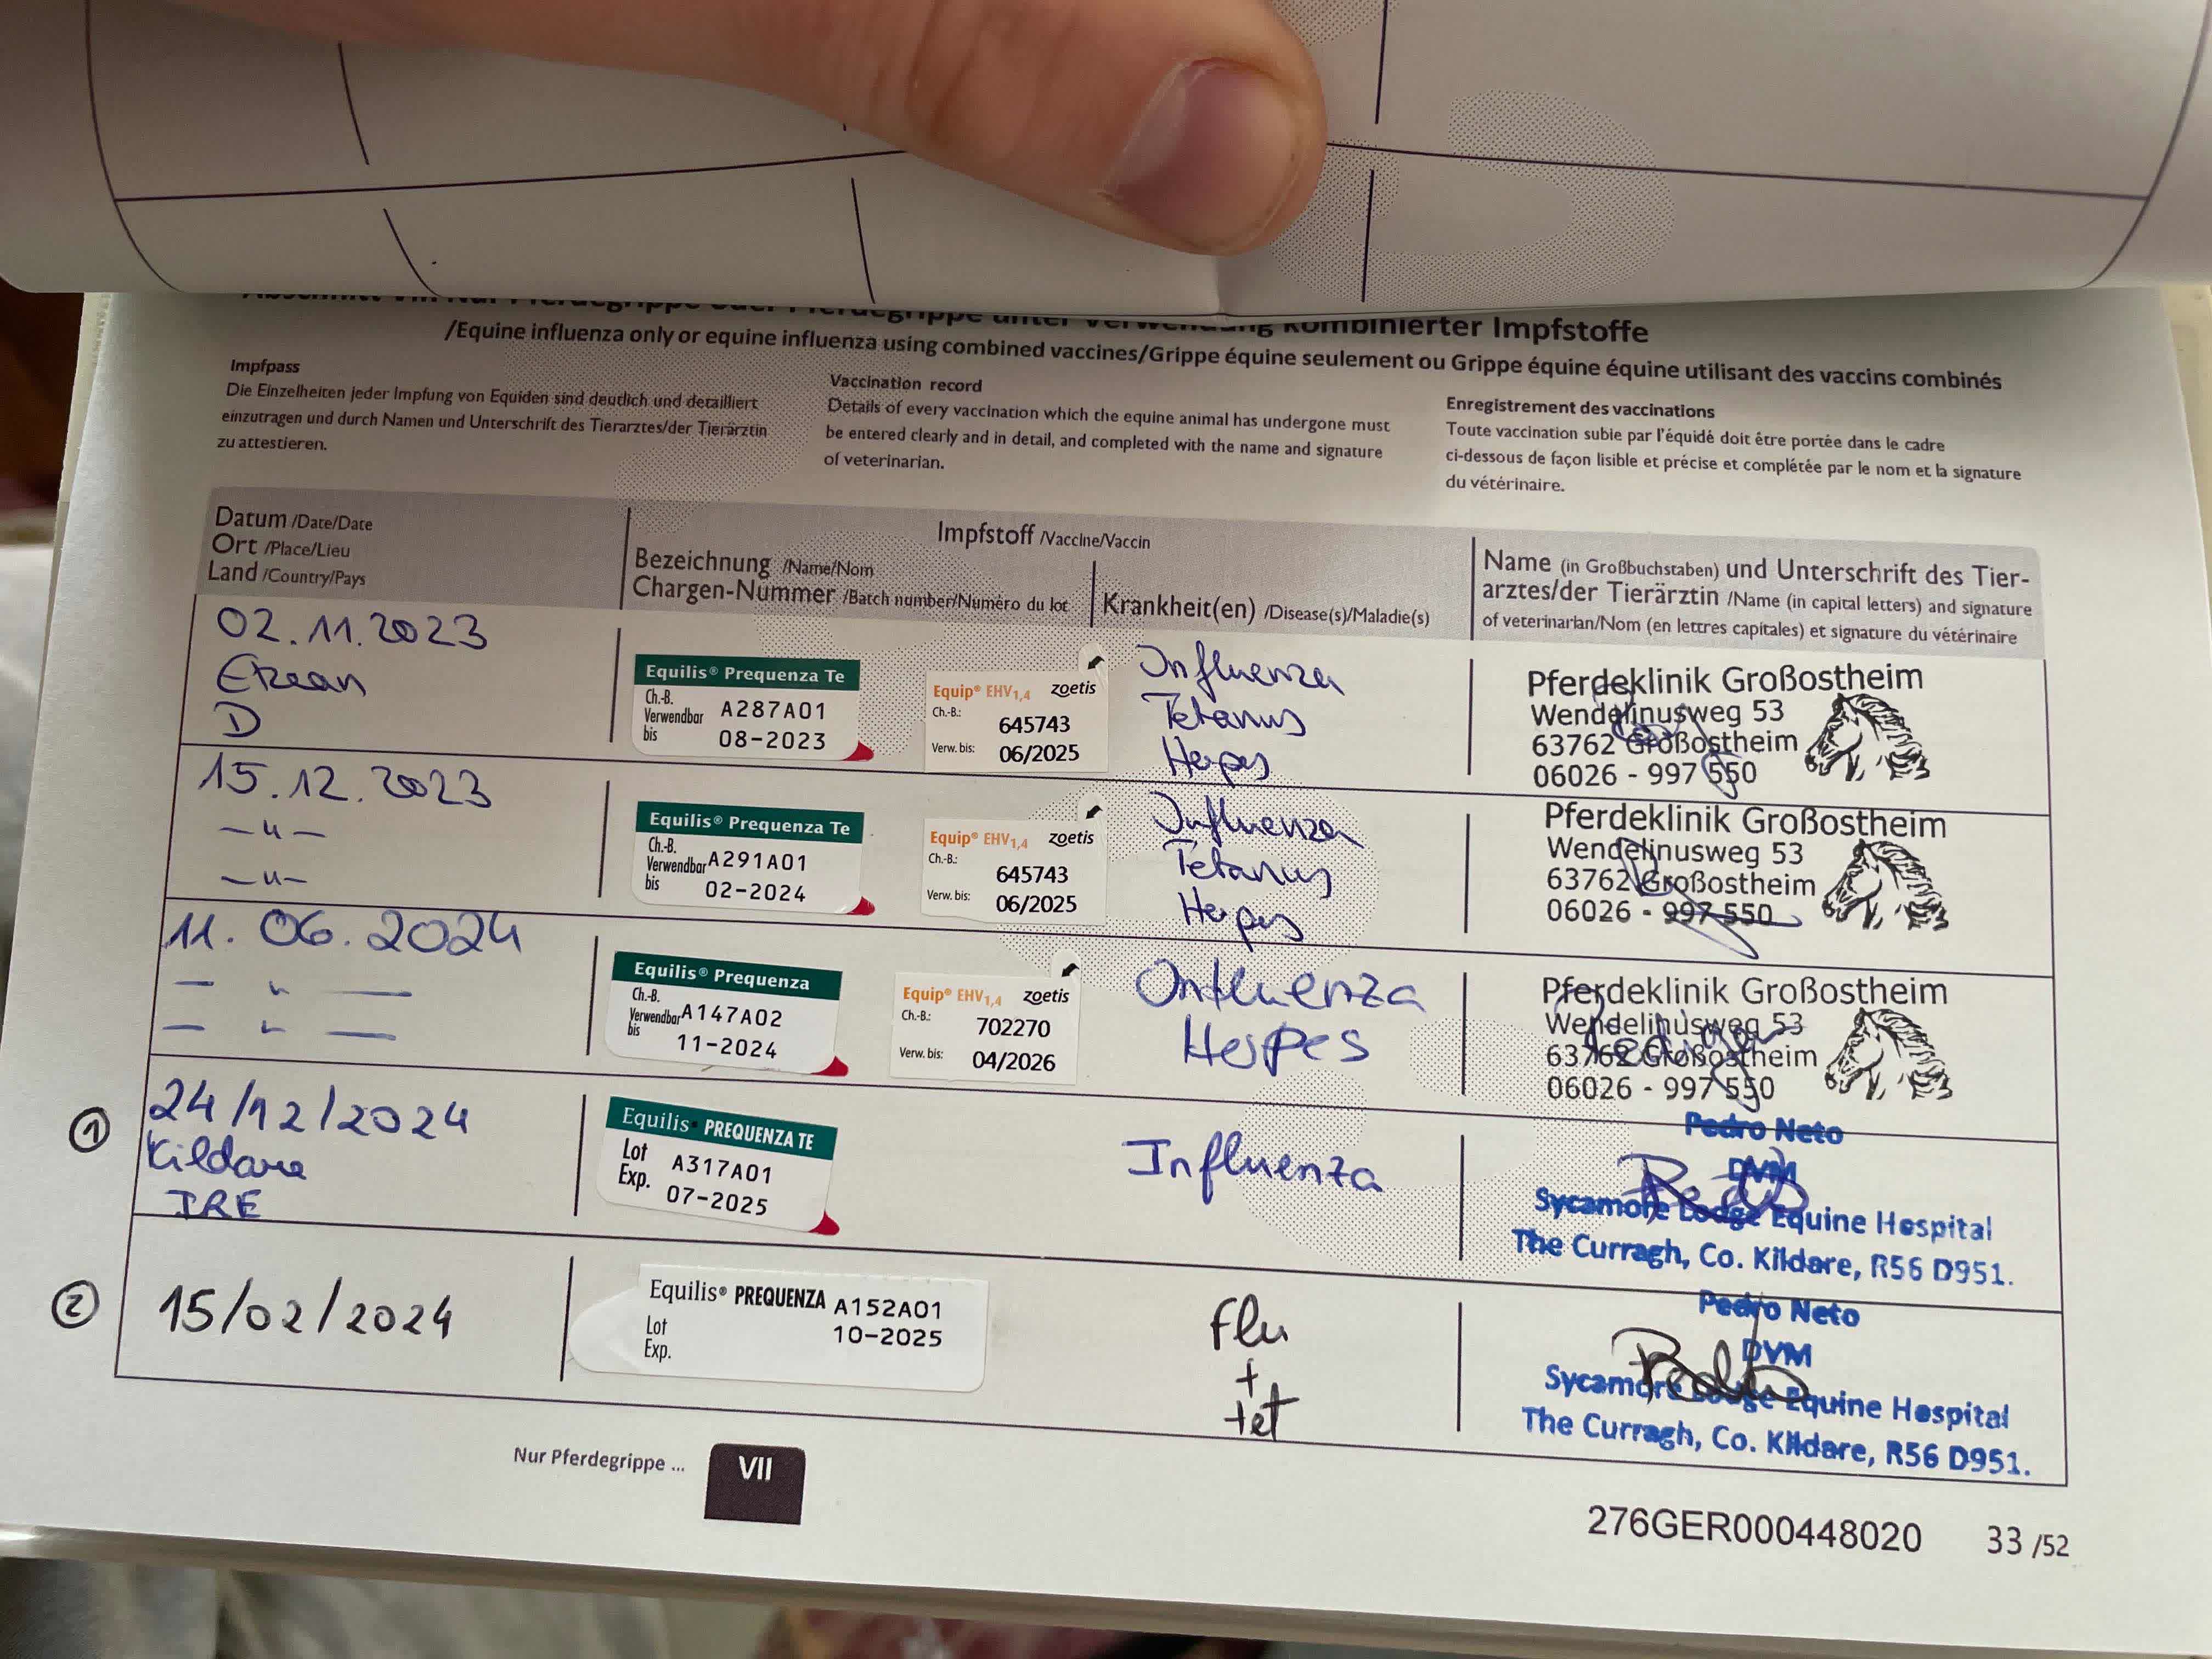 Abschnitt VII: Nur Pferdegrippe oder Pferdegrippe unter Verwendung kombinierter Impfstoffe
/Equine influenza only or equine influenza using combined vaccines/Grippe équine seulement ou Grippe équine équine utilisant des vaccins combinés
Impfpass
Die Einzelheiten jeder Impfung von Equiden sind deutlich und detailliert
einzutragen und durch Namen und Unterschrift des Tierarztes/der Tierärztin
zu attestieren.
Vaccination record
Details of every vaccination which the equine animal has undergone must
be entered clearly and in detail, and completed with the name and signature
of veterinarian.
Enregistrement des vaccinations
Toute vaccination subie par l'équidé doit être portée dans le cadre
ci-dessous de façon lisible et précise et complétée par le nom et la signature
du vétérinaire.
Datum /Date/Date
Ort /Place/Lieu
Land /Country/Pays
Impfstoff /Vaccine/Vaccin
Bezeichnung /Name/Nom
Chargen-Nummer /Batch number/Numéro du lot
Krankheit(en) /Disease(s)/Maladie(s)
Name (in Großbuchstaben) und Unterschrift des Tier-
arztes/der Tierärztin /Name (in capital letters) and signature
of veterinarian/Nom (en lettres capitales) et signature du vétérinaire
02.11.2023
D
Equilis® Prequenza Te
Ch.-B.
Verwendbar
bis
A287A01
08-2023
Equip® EHV1,4 zoetis
Ch.-B.:
645743
Verw. bis: 06/2025
Influenza
Tetanus
Herpes
Pferdeklinik Großostheim
Wendelinusweg 53
63762 Großostheim
06026 - 997 550
15.12.2023
—"—
—"—
Equilis® Prequenza Te
Ch.-B.
Verwendbar
bis
A291A01
02-2024
Equip® EHV1,4 zoetis
Ch.-B.:
645743
Verw. bis: 06/2025
Influenza
Tetanus
Herpes
Pferdeklinik Großostheim
Wendelinusweg 53
63762 Großostheim
06026 - 997 550
11. 06. 2024
— " —
— " —
Equilis® Prequenza
Ch.-B.
Verwendbar
bis
A147A02
11-2024
Equip® EHV1,4 zoetis
Ch.-B.:
702270
Verw. bis: 04/2026
Influenza
Herpes
Pferdeklinik Großostheim
Wendelinusweg 53
63762 Großostheim
06026 - 997 550
1
24/12/2024
Kildare
IRE
Equilis® PREQUENZA TE
Lot A317A01
Exp. 07-2025
Influenza
Pedro Neto
DVM
Sycamore Lodge Equine Hospital
The Curragh, Co. Kildare, R56 D951.
2
15/02/2024
Equilis® PREQUENZA A152A01
Lot 10-2025
Exp.
Flu
+
tet
Pedro Neto
DVM
Sycamore Lodge Equine Hospital
The Curragh, Co. Kildare, R56 D951.
Nur Pferdegrippe ...
VII
276GER000448020
33 /52